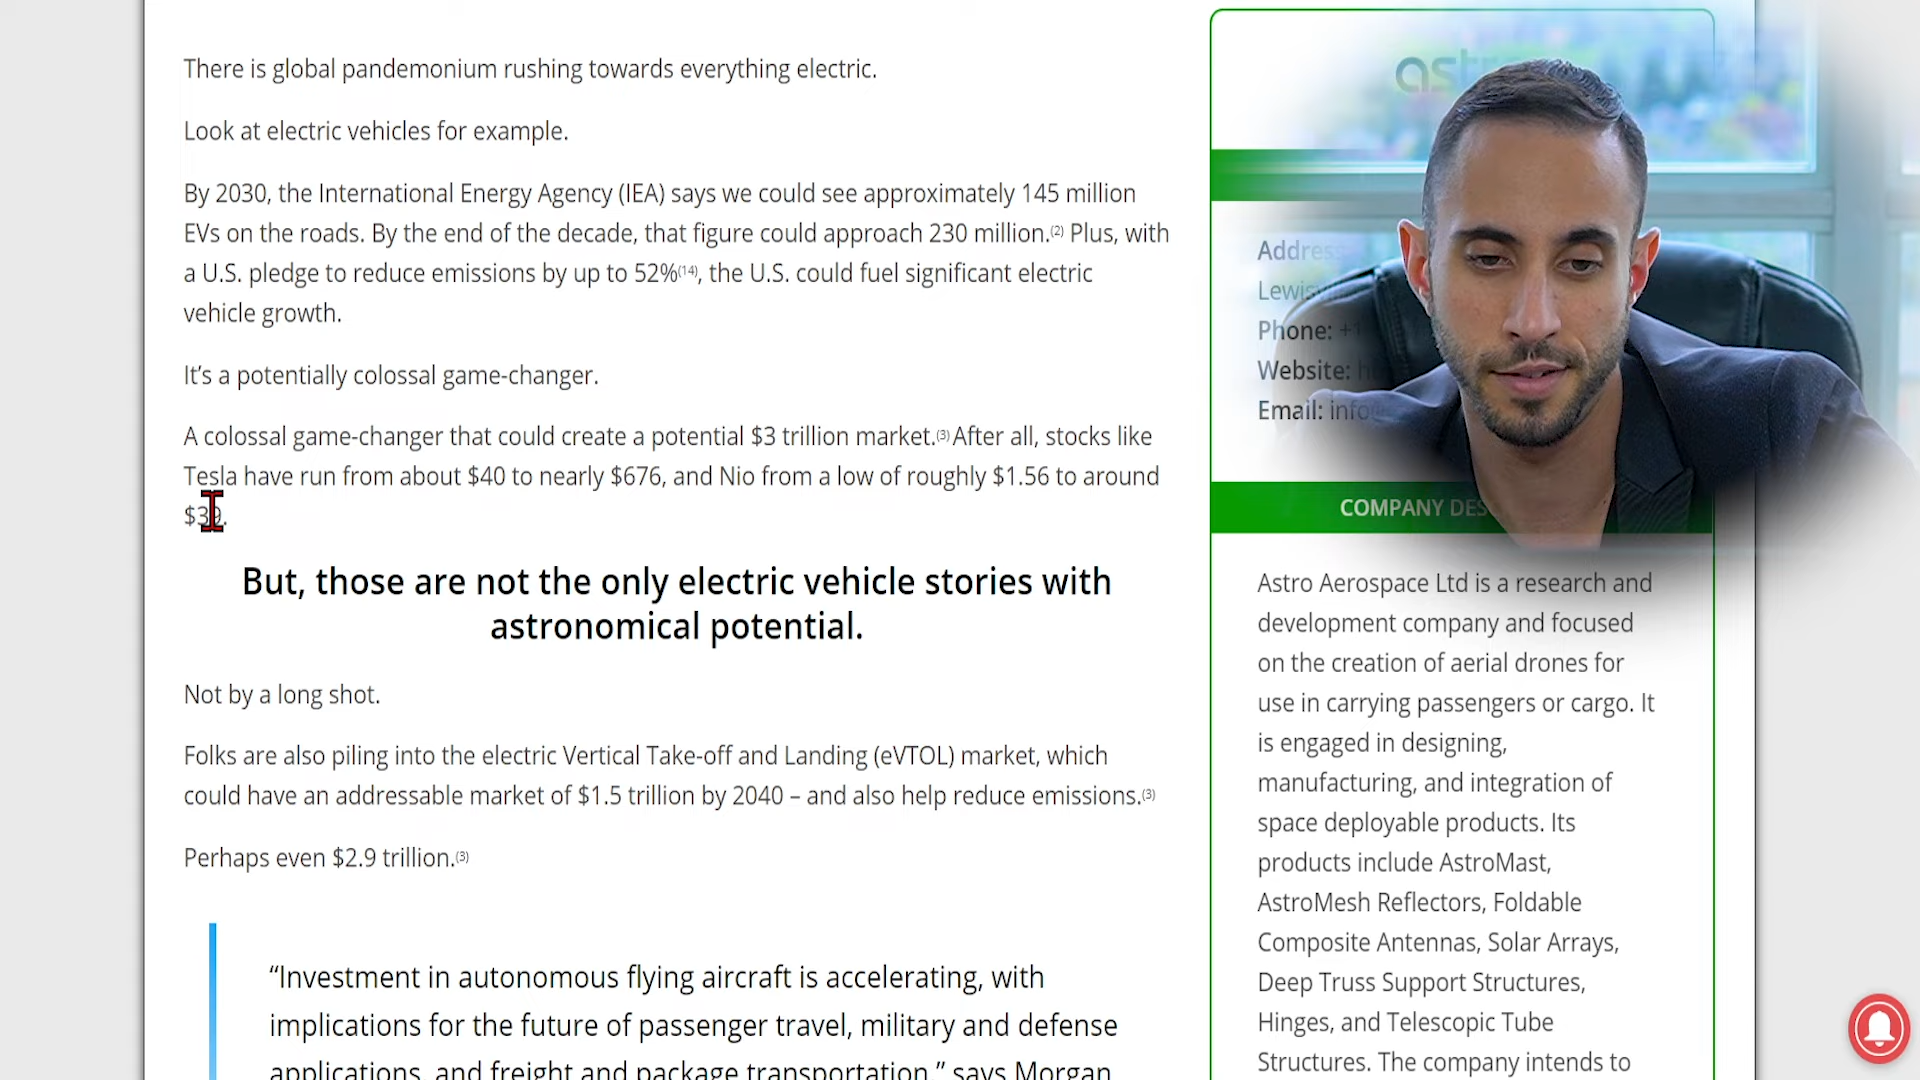 There is global pandemonium rushing towards everything electric.
Look at electric vehicles for example.
By 2030, the International Energy Agency (IEA) says we could see approximately 145 million
EVs on the roads. By the end of the decade, that figure could approach 230 million.(2) Plus, with
a U.S. pledge to reduce emissions by up to 52%(14), the U.S. could fuel significant electric
vehicle growth.
It’s a potentially colossal game-changer.
A colossal game-changer that could create a potential $3 trillion market.(3) After all, stocks like
Tesla have run from about $40 to nearly $676, and Nio from a low of roughly $1.56 to around
$39.
But, those are not the only electric vehicle stories with
astronomical potential.
Not by a long shot.
Folks are also piling into the electric Vertical Take-off and Landing (eVTOL) market, which
could have an addressable market of $1.5 trillion by 2040 – and also help reduce emissions.(3)
Perhaps even $2.9 trillion.(3)
“Investment in autonomous flying aircraft is accelerating, with
implications for the future of passenger travel, military and defense
applications, and freight and package transportation,” says Morgan
Phone:
Website:
Email:
COMPANY
Astro Aerospace Ltd is a research and
development company and focused
on the creation of aerial drones for
use in carrying passengers or cargo. It
is engaged in designing,
manufacturing, and integration of
space deployable products. Its
products include AstroMast,
AstroMesh Reflectors, Foldable
Composite Antennas, Solar Arrays,
Deep Truss Support Structures,
Hinges, and Telescopic Tube
Structures. The company intends to